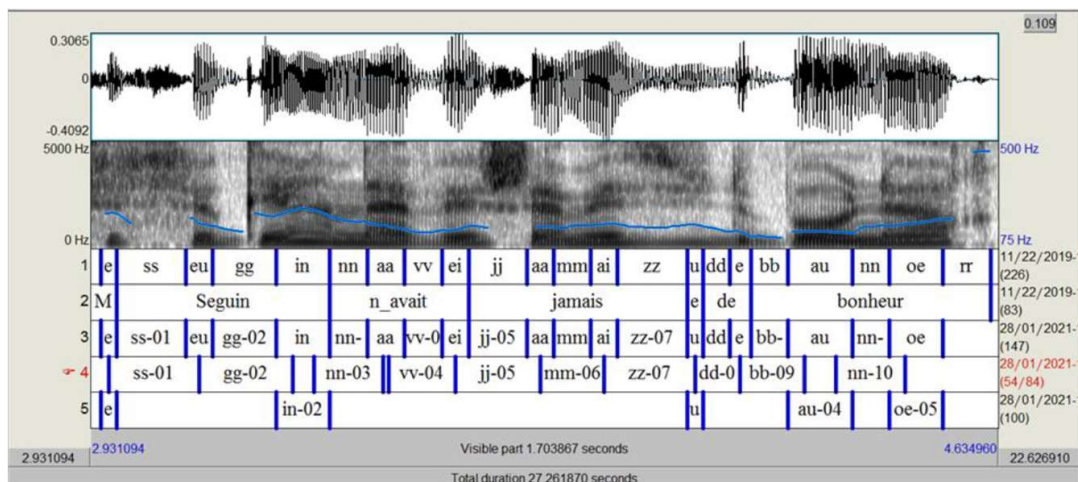 0.109
0.3065
0
-0.4092
5000 Hz 500 Hz
0 Hz 75 Hz
1 e ss eu gg in nn aa vv ei jj aa mm ai zz u dd e bb au nn oe rr 11/22/2019-1
(226)
2 M Seguin n_avait jamais e de bonheur 11/22/2019-1
(83)
3 e ss-01 eu gg-02 in nn- aa vv-0 ei jj-05 aa mm ai zz-07 u dd e bb- au nn- oe 28/01/2021-1
(147)
4 ss-01 gg-02 nn-03 vv-04 jj-05 mm-06 zz-07 dd-0 bb-09 nn-10 28/01/2021-1
(54/84)
5 e in-02 u au-04 oe-05 28/01/2021-1
(100)
2.931094 Visible part 1.703867 seconds 4.634960
2.931094 22.626910
Total duration 27.261870 seconds